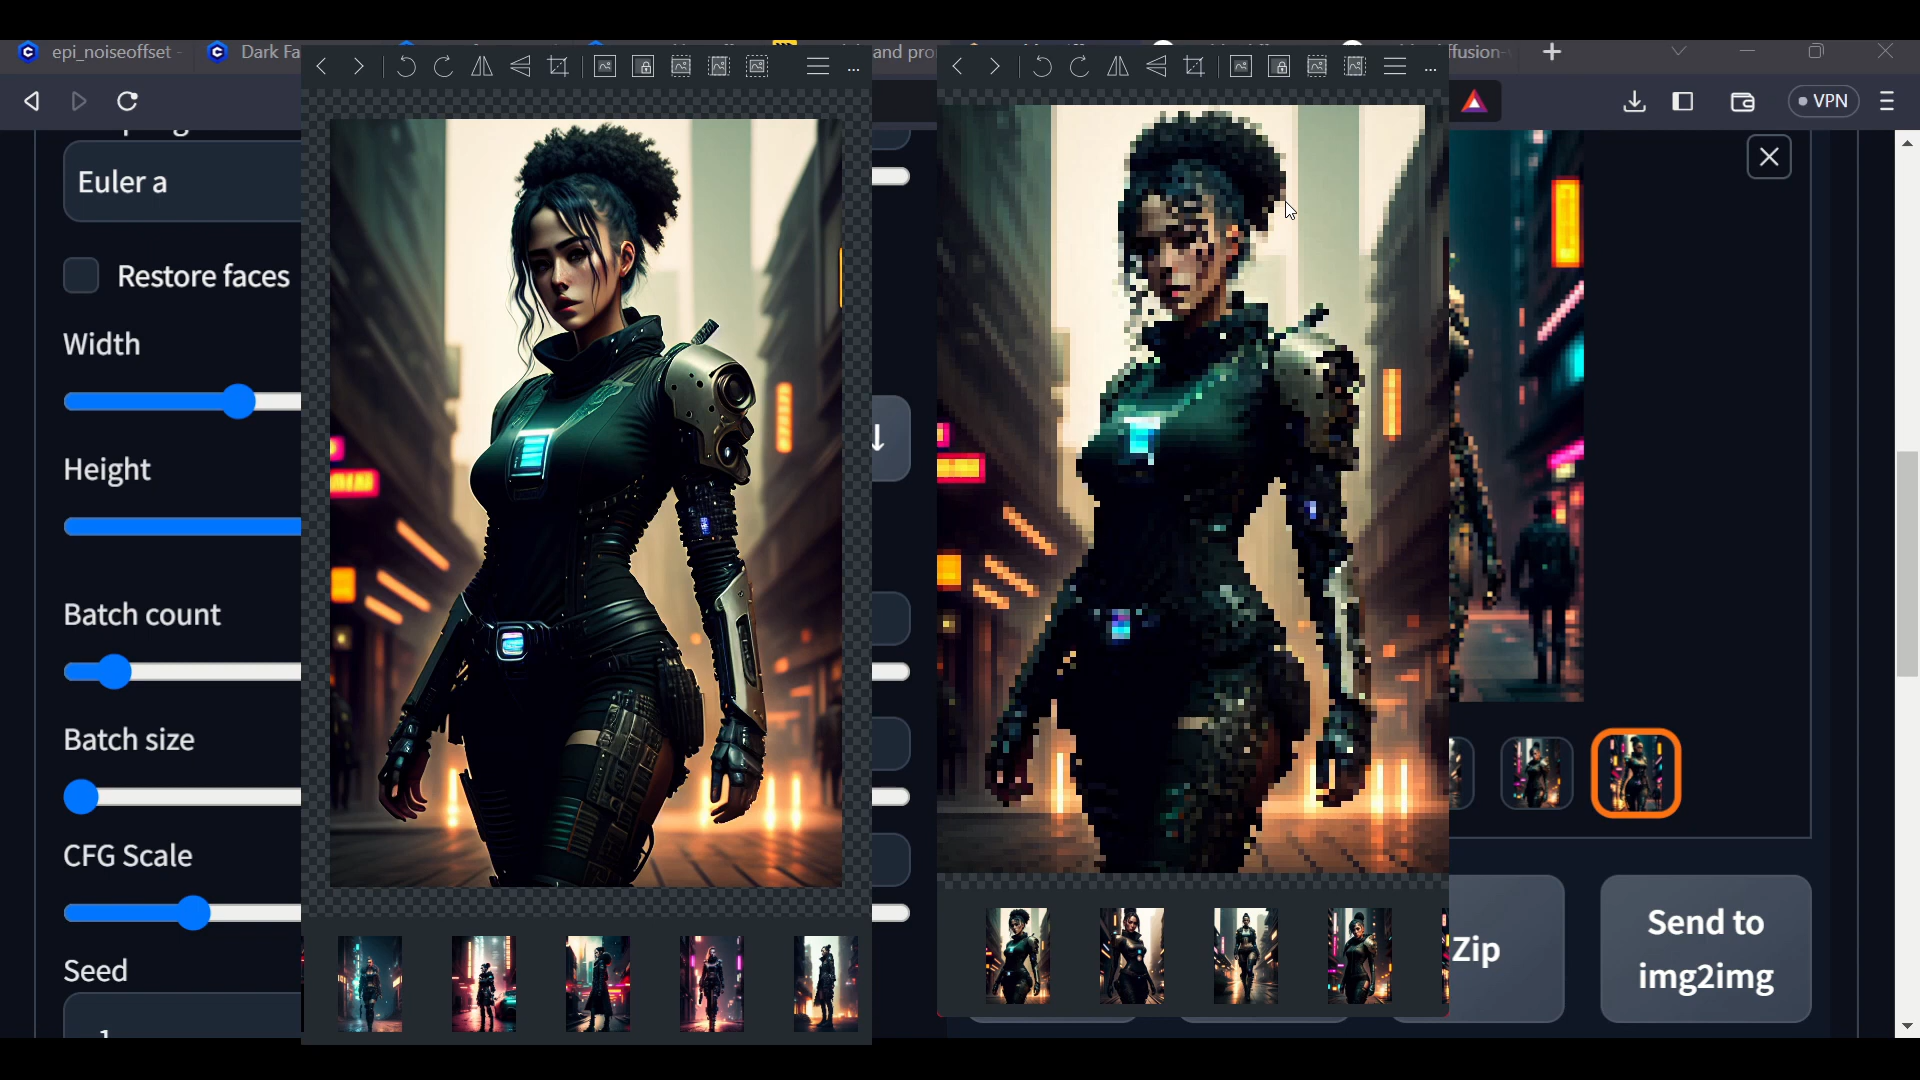 epi_noiseoffset -
Dark Fa
and pro
fusion-
VPN
Euler a
Restore faces
Width
Height
Batch count
Batch size
CFG Scale
Seed
Zip
Send to
img2img